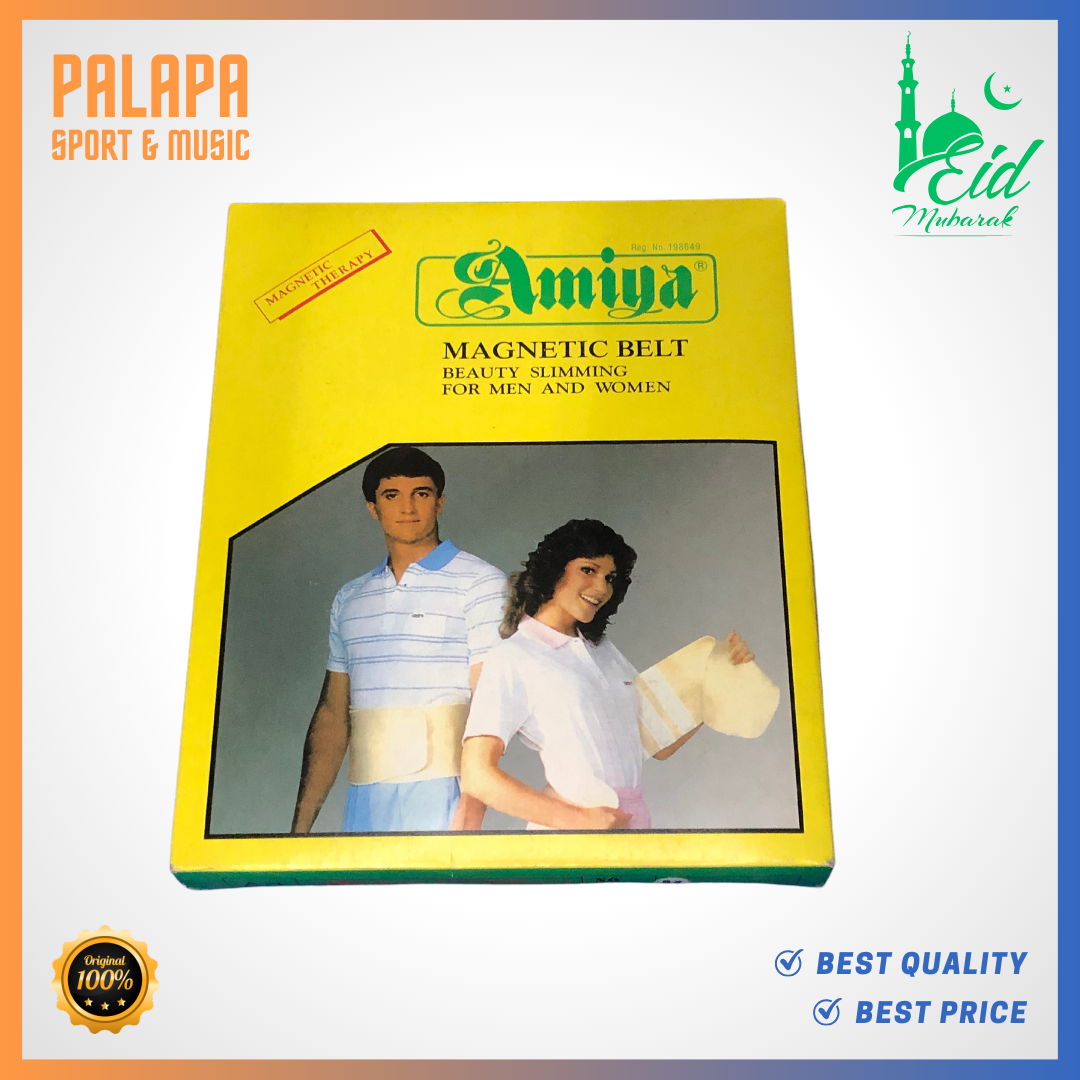 PALAPA
SPORT & MUSIC
Eid
Mubarak
MAGNETIC
THERAPY
Reg. No. 198649
Amiya®
MAGNETIC BELT
BEAUTY SLIMMING
FOR MEN AND WOMEN
Original
100%
BEST QUALITY
BEST PRICE